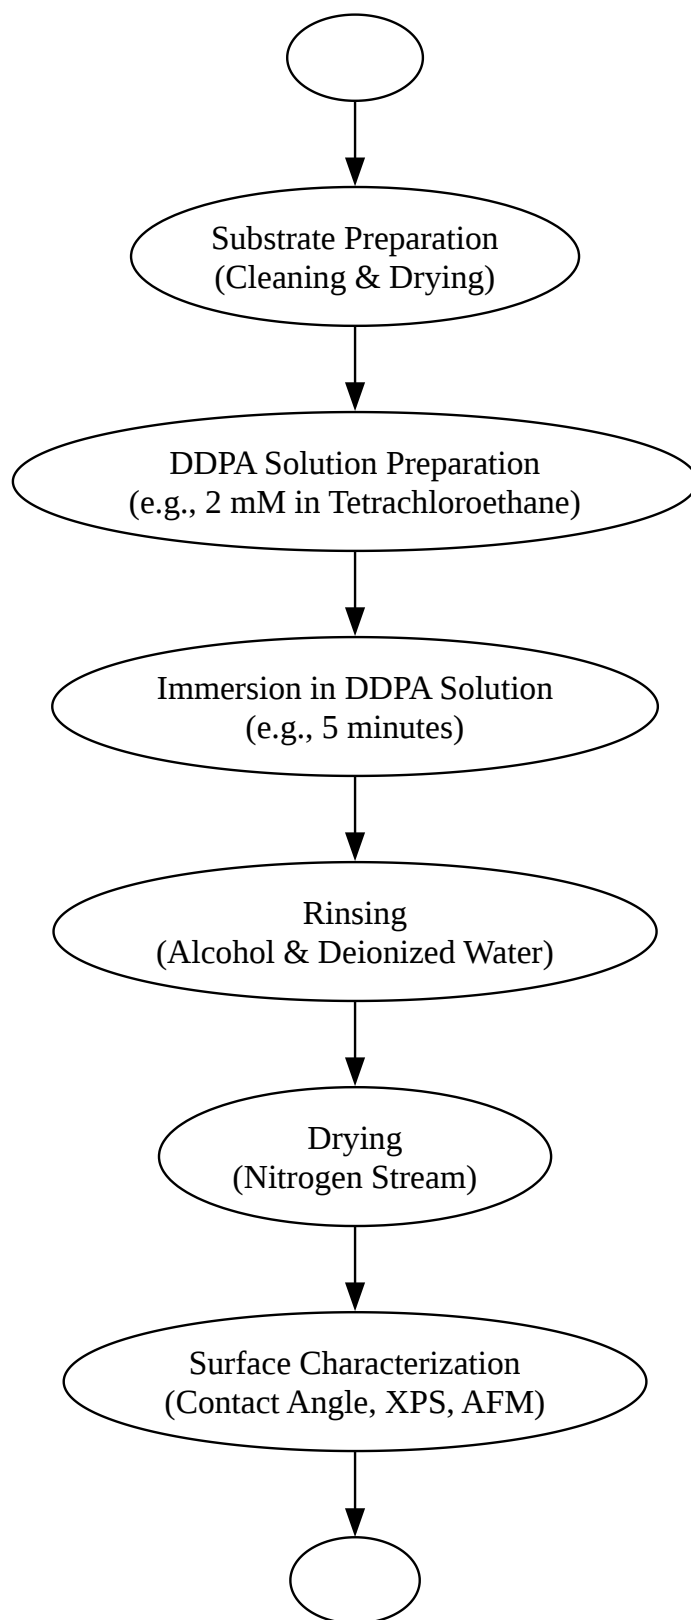 Substrate Preparation
(Cleaning & Drying)
DDPA Solution Preparation
(e.g., 2 mM in Tetrachloroethane)
Immersion in DDPA Solution
(e.g., 5 minutes)
Rinsing
(Alcohol & Deionized Water)
Drying
(Nitrogen Stream)
Surface Characterization
(Contact Angle, XPS, AFM)